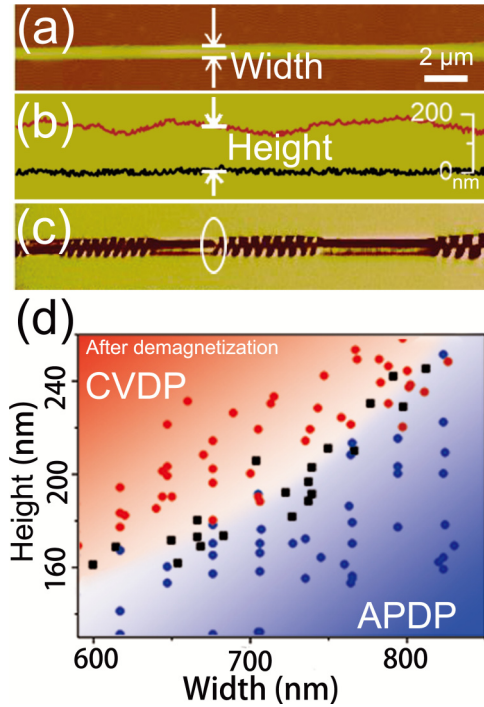 (a)
Width
2 μm
(b)
Height
200
0
nm
(c)
(d)
After demagnetization
CVDP
APDP
Height (nm)
240
200
160
600
700
800
Width (nm)